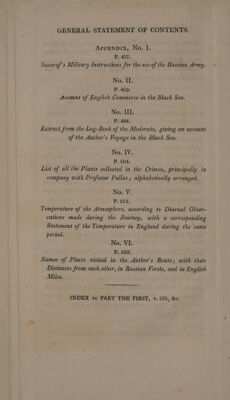 GENERAL STATEMENT OF CONTENTS.
APPENDIX, No. I.
P. 427.
Suvoraf's Military Instructions for the use of the Russian Army.
No. II.
P. 463.
Account of English Commerce in the Black Sea.
No. III.
P. 468.
Extract from the Log-Book of the Moderato, giving an account
of the Author's Voyage in the Black Sea.
No. IV.
P. 504.
List of all the Plants collected in the Crimea, principally in
company with Professor Pallas; alphabetically arranged.
No. V.
P. 513.
Temperature of the Atmosphere, according to Diurnal Obser-
vations made during the Journey, with a corresponding
Statement of the Temperature in England during the same
period.
No. VI.
P. 522.
Names of Places visited in the Author's Route; with their
Distances from each other, in Russian Versts, and in English
Miles.
INDEX to PART THE FIRST, P. 533, &c.